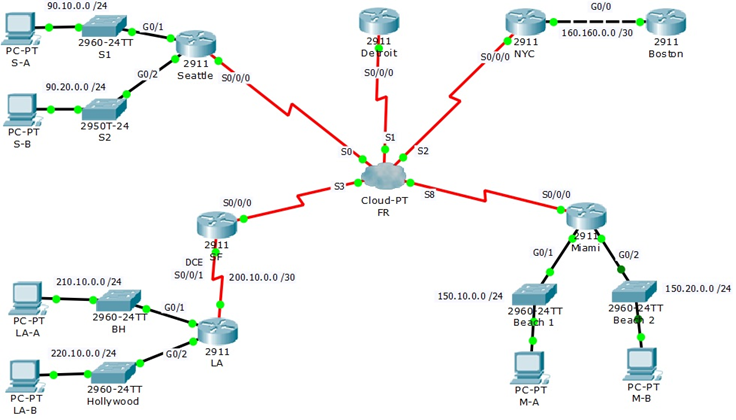 90.10.0.0 /24
G0/1
PC-PT
S-A
2960-24TT
S1
2911
Seattle
S0/0/0
90.20.0.0 /24
G0/2
PC-PT
S-B
2950T-24
S2
2911
Detroit
S0/0/0
G0/0
2911
NYC
160.160.0.0 /30
2911
Boston
S0/0/0
S0
S1
S2
S3
S8
Cloud-PT
FR
S0/0/0
2911
SF
DCE
S0/0/1
200.10.0.0 /30
210.10.0.0 /24
G0/1
PC-PT
LA-A
2960-24TT
BH
2911
LA
220.10.0.0 /24
G0/2
PC-PT
LA-B
2960-24TT
Hollywood
S0/0/0
2911
Miami
G0/1
G0/2
150.10.0.0 /24
2960-24TT
Beach 1
150.20.0.0 /24
2960-24TT
Beach 2
PC-PT
M-A
PC-PT
M-B